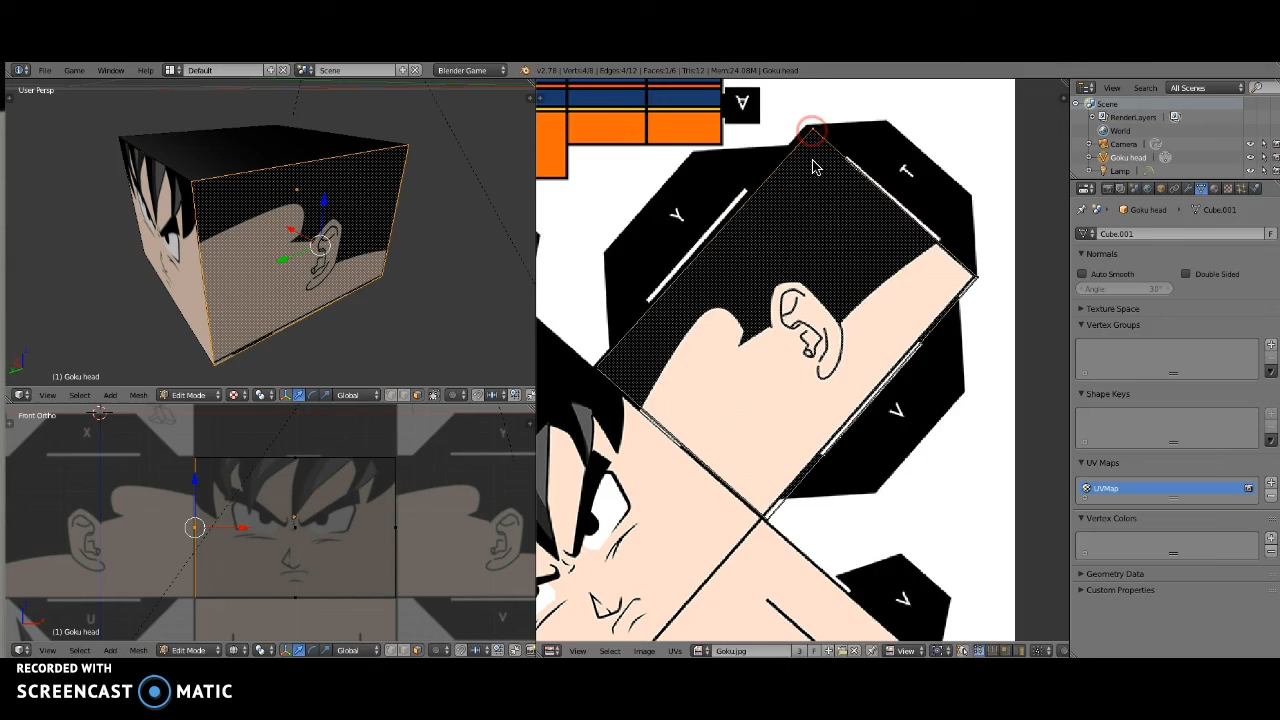 File Game Window Help Default Scene Blender Game v2.78 | Verts:4/8 | Edges:4/12 | Faces:1/6 | Tris:12 | Mem:24.08M | Goku head
View Search All Scenes
User Persp
Scene
RenderLayers
World
Camera
Goku head
Lamp
A
T
Y
V
V
Goku head Cube.001
Cube.001 F
Normals
Auto Smooth Double Sided
Angle: 30°
Texture Space
Vertex Groups
Shape Keys
UV Maps
UVMap
Vertex Colors
Geometry Data
Custom Properties
(1) Goku head
View Select Add Mesh Edit Mode Global
Front Ortho
X
Y
U
V
(1) Goku head
View Select Add Mesh Edit Mode Global
View Select Image UVs Goku.jpg 3 F View
RECORDED WITH
SCREENCAST MATIC